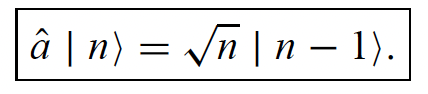 â | n⟩ = √n | n − 1⟩.